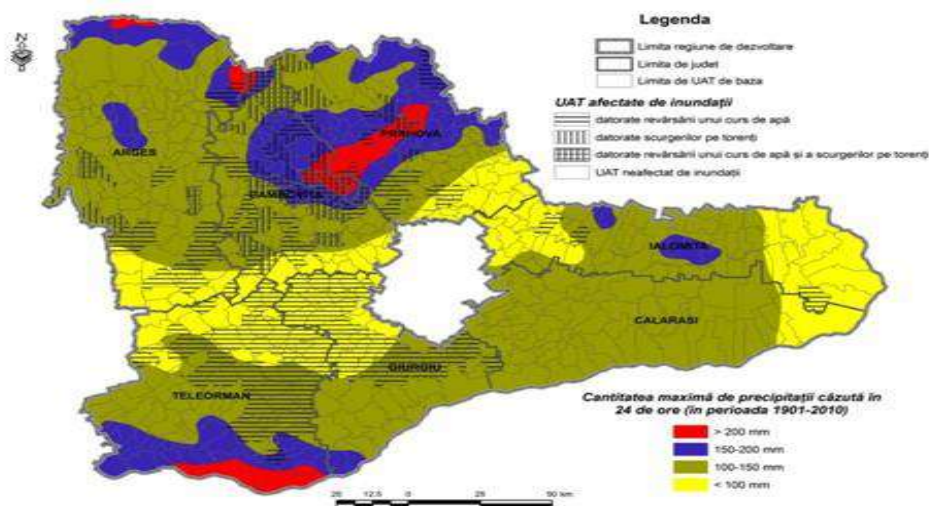 Legenda
Limita regiune de dezvoltare
Limita de judet
Limita de UAT de baza
UAT afectate de inundații
datorate revărsării unui curs de apă
datorate scurgerilor pe torenți
datorate revărsării unui curs de apă și a scurgerilor pe torenți
UAT neafectat de inundații
N
ARGES
PRAHOVA
DAMBOVITA
IALOMITA
CALARASI
GIURGIU
TELEORMAN
Cantitatea maximă de precipitații căzută în
24 de ore (în perioada 1901-2010)
> 200 mm
150-200 mm
100-150 mm
< 100 mm
25 12,5 0 25 50 km